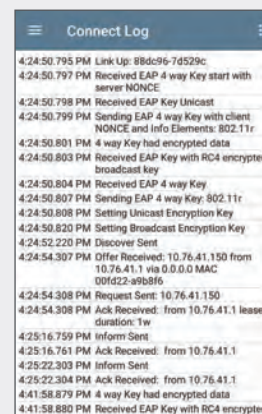 Connect Log
4:24:50.795 PM Link Up: 88dc96-7d529c
4:24:50.797 PM Received EAP 4 way Key start with
server NONCE
4:24:50.798 PM Received EAP Key Unicast
4:24:50.799 PM Sending EAP 4 way Key with client
NONCE and info Elements: 802.11r
4:24:50.801 PM 4 way Key had encrypted data
4:24:50.803 PM Received EAP Key with RC4 encrypte
broadcast key
4:24:50.804 PM Received EAP 4 way Key
4:24:50.807 PM Sending EAP 4 way Key: 802.11r
4:24:50.808 PM Setting Unicast Encryption Key
4:24:50.820 PM Setting Broadcast Encryption Key
4:24:52.220 PM Discover Sent
4:24:54.307 PM Offer Received: 10.76.41.150 from
10.76.41.1 via 0.0.0.0 MAC
00fd22-a9b8f6
4:24:54.308 PM Request Sent: 10.76.41.150
4:24:54.308 PM Ack Received: from 10.76.41.1 lease
duration: 1w
4:25:16.759 PM Inform Sent
4:25:16.761 PM Ack Received: from 10.76.41.1
4:25:22.303 PM Inform Sent
4:25:22.304 PM Ack Received: from 10.76.41.1
4:41:58.879 PM 4 way Key had encrypted data
4:41:58.880 PM Received EAP Key with RC4 encrypte